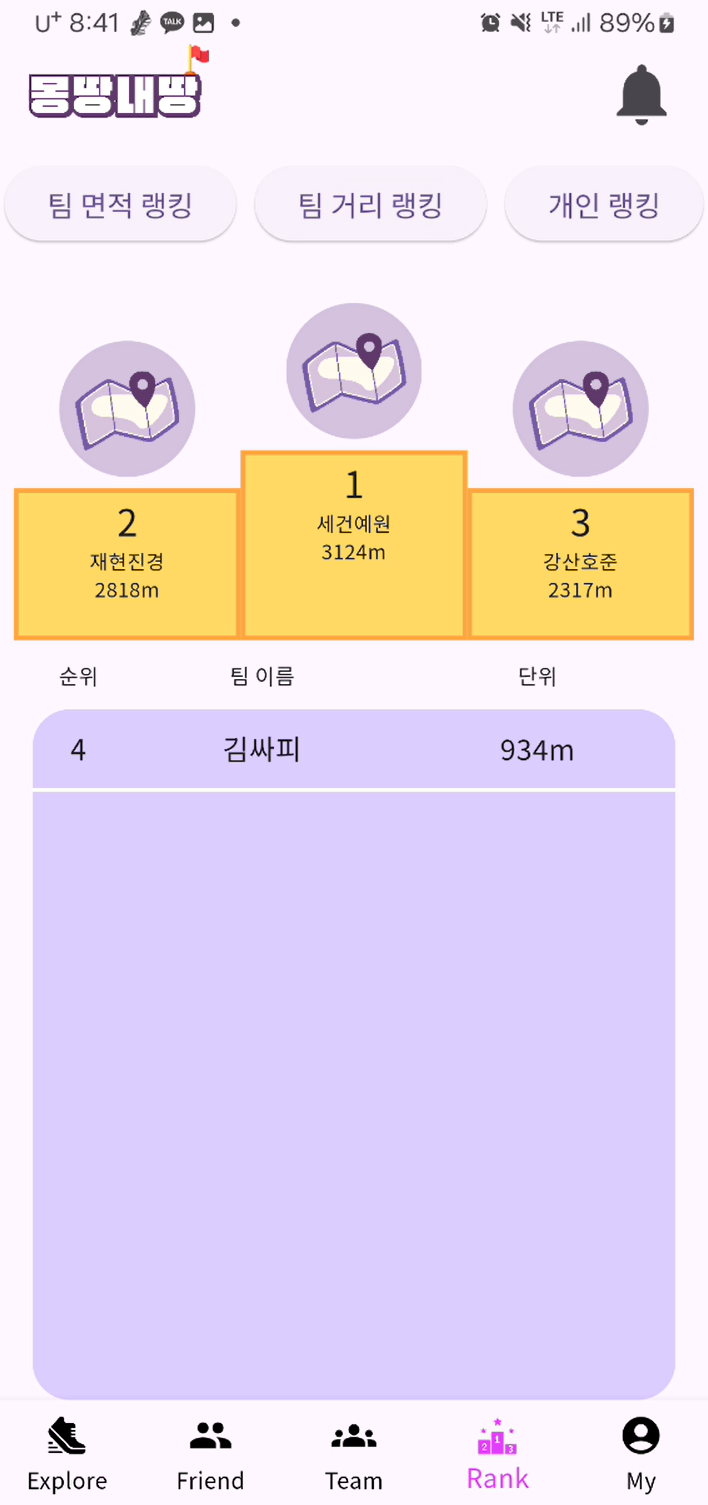 U+ 8:41 TALK LTE 89%
몽땅내땅
팀 면적 랭킹 팀 거리 랭킹 개인 랭킹
1
세건예원
3124m
2
재현진경
2818m
3
강산호준
2317m
순위 팀 이름 단위
4 김싸피 934m
2 1 3
Explore Friend Team Rank My